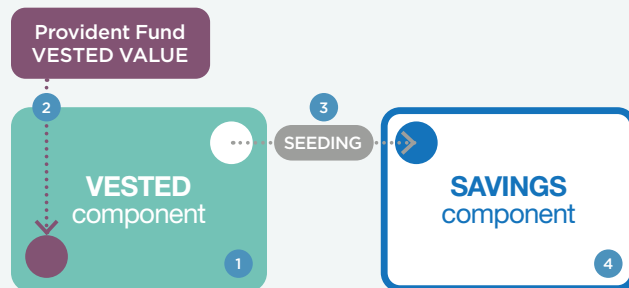 Provident Fund
VESTED VALUE
2
3
SEEDING
VESTED
component
SAVINGS
component
1
4